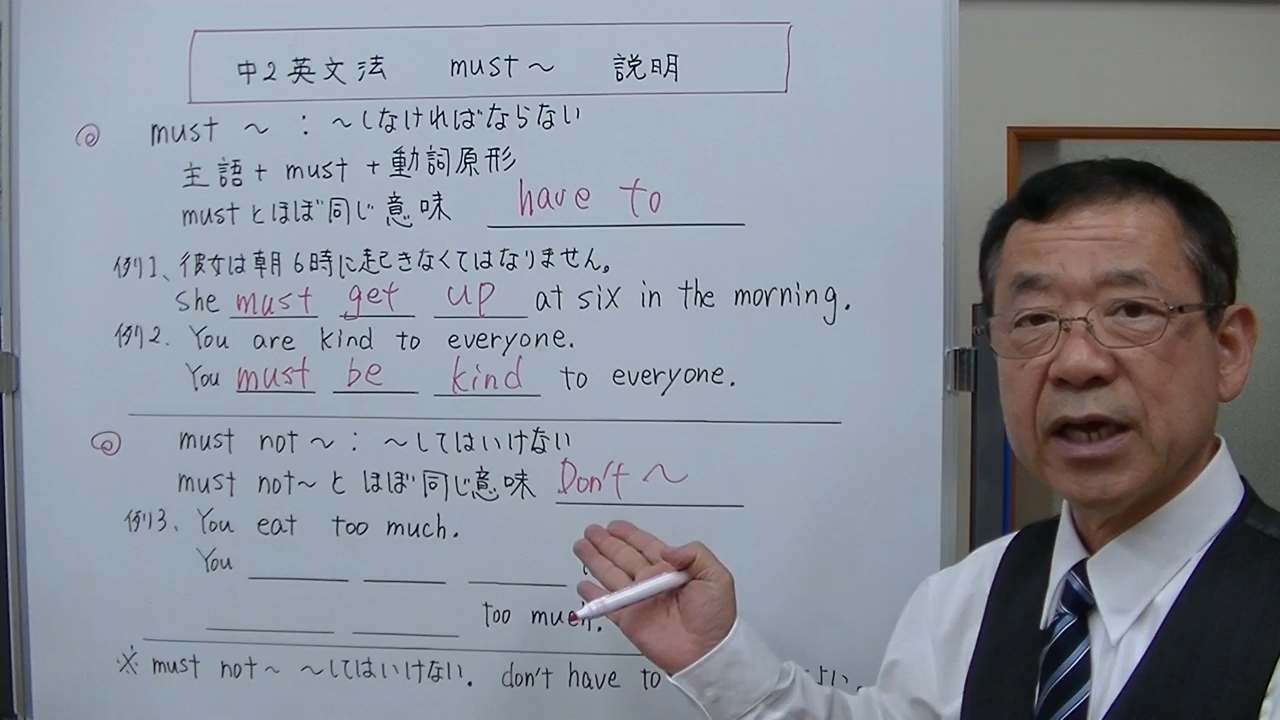 中2英文法 must～ 説明
◎ must ～ : ～しなければならない
主語 + must + 動詞原形
mustとほぼ同じ意味 have to
例1、彼女は朝6時に起きなくてはなりません。
She must get up at six in the morning.
例2. You are kind to everyone.
You must be kind to everyone.
◎ must not～ : ～してはいけない
must not～と ほぼ同じ意味 Don't ～
例3、You eat too much.
You
too much.
※ must not～ ～してはいけない. don't have to よい.